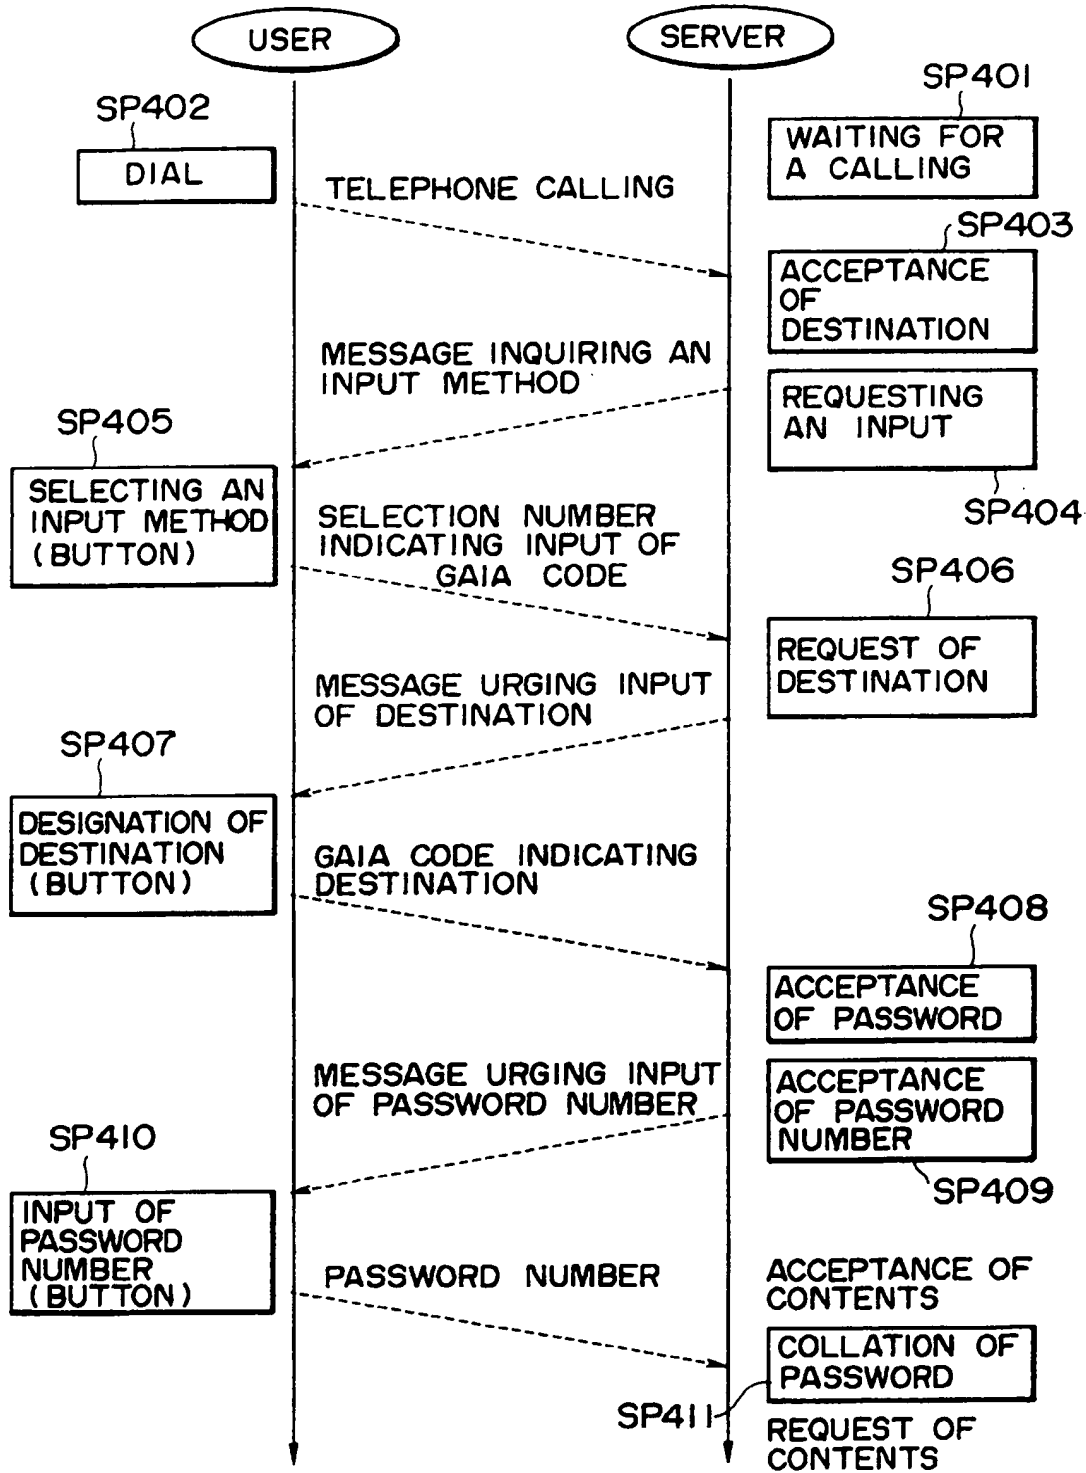 USER
SERVER
SP401
SP402
WAITING FOR
A CALLING
DIAL
TELEPHONE CALLING
SP403
ACCEPTANCE
OF
DESTINATION
MESSAGE INQUIRING AN
INPUT METHOD
REQUESTING
AN INPUT
SP405
SP404
SELECTING AN
INPUT METHOD
(BUTTON)
SELECTION NUMBER
INDICATING INPUT OF
GAIA CODE
SP406
REQUEST OF
DESTINATION
MESSAGE URGING INPUT
OF DESTINATION
SP407
DESIGNATION OF
DESTINATION
(BUTTON)
GAIA CODE INDICATING
DESTINATION
SP408
ACCEPTANCE
OF PASSWORD
MESSAGE URGING INPUT
OF PASSWORD NUMBER
ACCEPTANCE
OF PASSWORD
NUMBER
SP410
SP409
INPUT OF
PASSWORD
NUMBER
(BUTTON)
PASSWORD NUMBER
ACCEPTANCE OF
CONTENTS
COLLATION OF
PASSWORD
SP411
REQUEST OF
CONTENTS